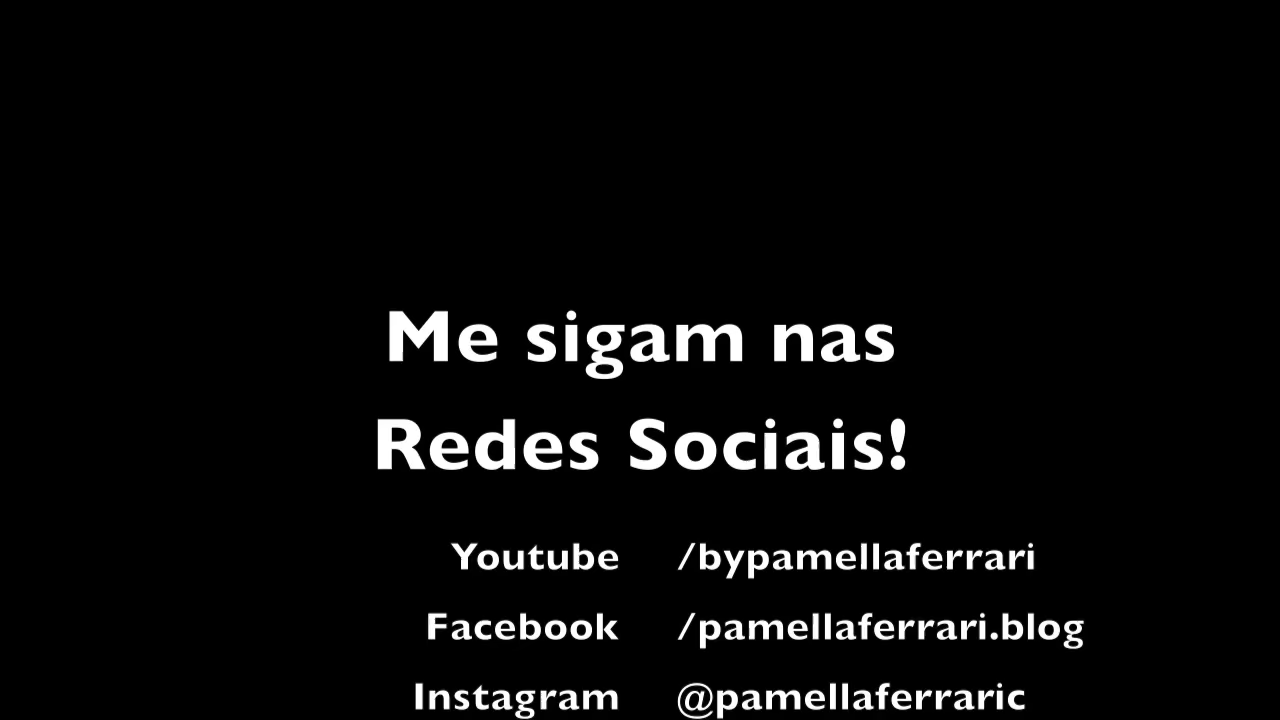 Me sigam nas
Redes Sociais!
Youtube /bypamellaferrari
Facebook /pamellaferrari.blog
Instagram @pamellaferraric